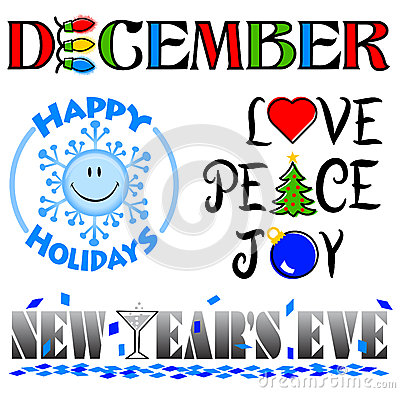 DECEMBER
HAPPY
HOLIDAYS
LOVE
PEACE
JOY
NEW YEAR'S EVE